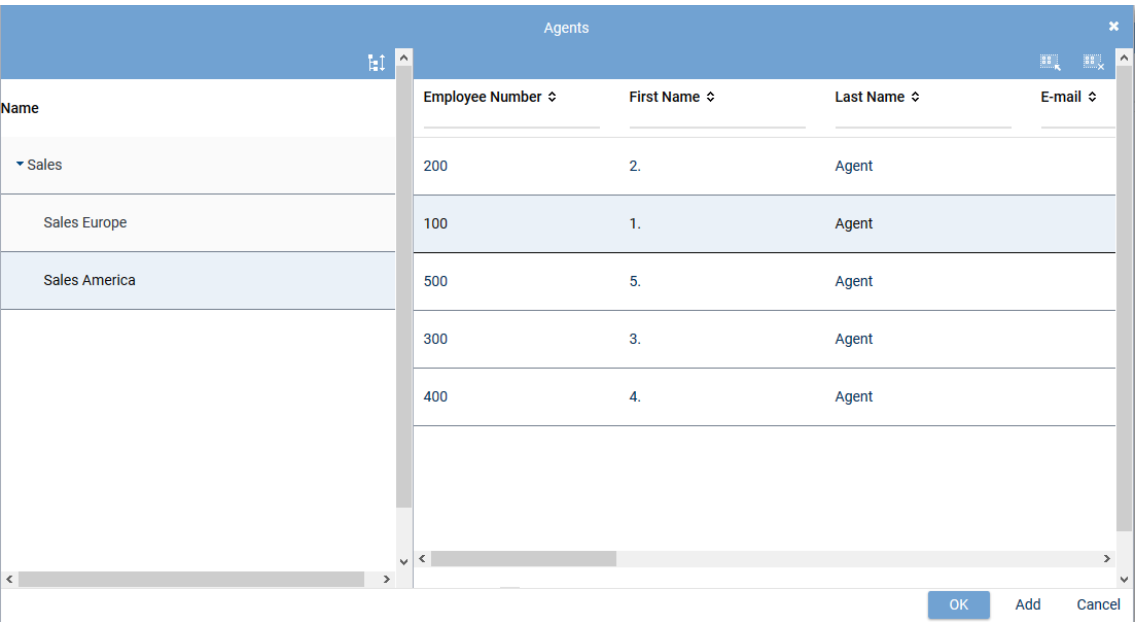 Agents
Name
Sales
Sales Europe
Sales America
Employee Number First Name Last Name E-mail
200 2. Agent
100 1. Agent
500 5. Agent
300 3. Agent
400 4. Agent
OK Add Cancel